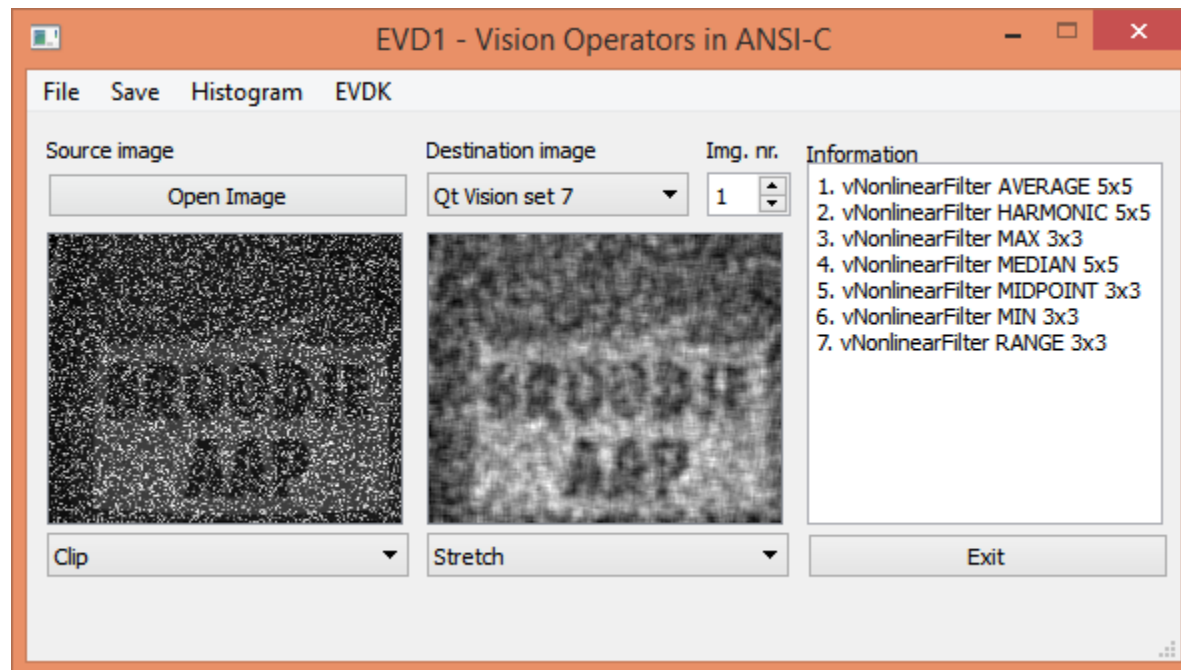 EVD1 - Vision Operators in ANSI-C
File Save Histogram EVDK
Source image
Open Image
Clip
Destination image Img. nr.
Qt Vision set 7 1
Stretch
Information
1. vNonlinearFilter AVERAGE 5x5
2. vNonlinearFilter HARMONIC 5x5
3. vNonlinearFilter MAX 3x3
4. vNonlinearFilter MEDIAN 5x5
5. vNonlinearFilter MIDPOINT 3x3
6. vNonlinearFilter MIN 3x3
7. vNonlinearFilter RANGE 3x3
Exit